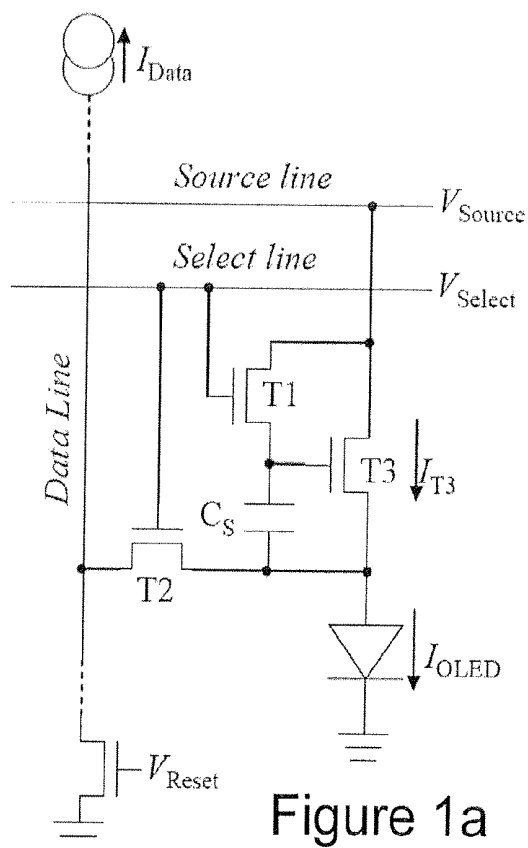 I_Data
Source line
V_Source
Select line
V_Select
Data Line
T1
T3
I_T3
C_S
T2
I_OLED
V_Reset
Figure 1a